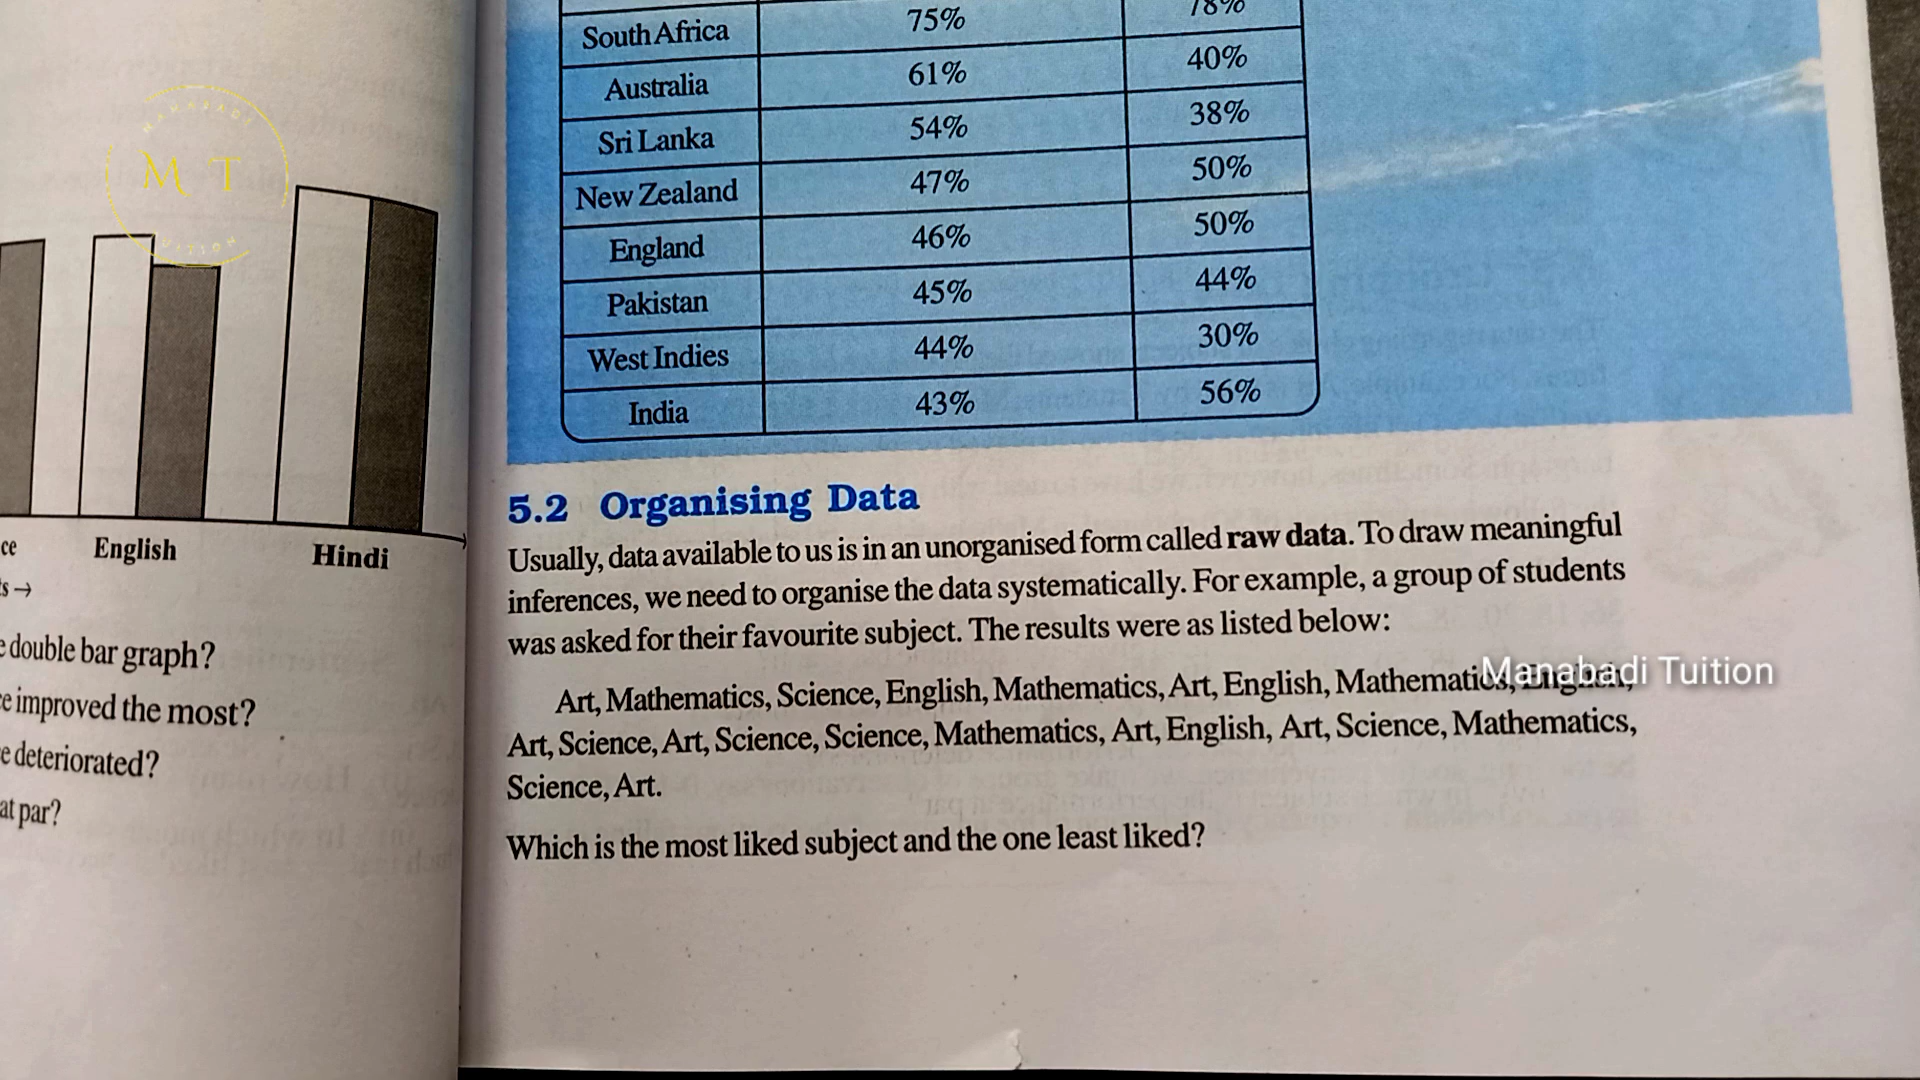 MANABADI
M T
TUITION
ce
English
Hindi
s →
e double bar graph?
e improved the most?
e deteriorated?
at par?
South Africa 75% 78%
Australia 61% 40%
Sri Lanka 54% 38%
New Zealand 47% 50%
England 46% 50%
Pakistan 45% 44%
West Indies 44% 30%
India 43% 56%
5.2 Organising Data
Usually, data available to us is in an unorganised form called raw data. To draw meaningful
inferences, we need to organise the data systematically. For example, a group of students
was asked for their favourite subject. The results were as listed below:
Art, Mathematics, Science, English, Mathematics, Art, English, Mathematics, English,
Manabadi Tuition
Art, Science, Art, Science, Science, Mathematics, Art, English, Art, Science, Mathematics,
Science, Art.
Which is the most liked subject and the one least liked?